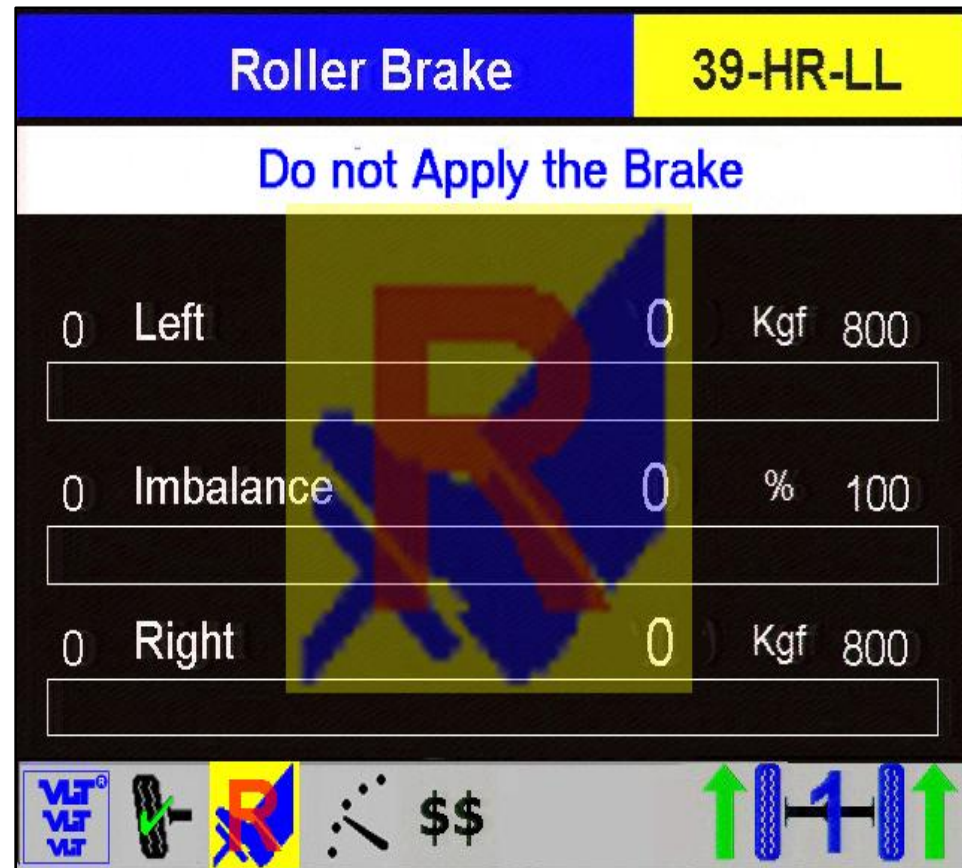 Roller Brake 39-HR-LL
Do not Apply the Brake
0 Left 0 Kgf 800
0 Imbalance 0 % 100
0 Right 0 Kgf 800
R
VLT® R $$ 1
VLT
VLT